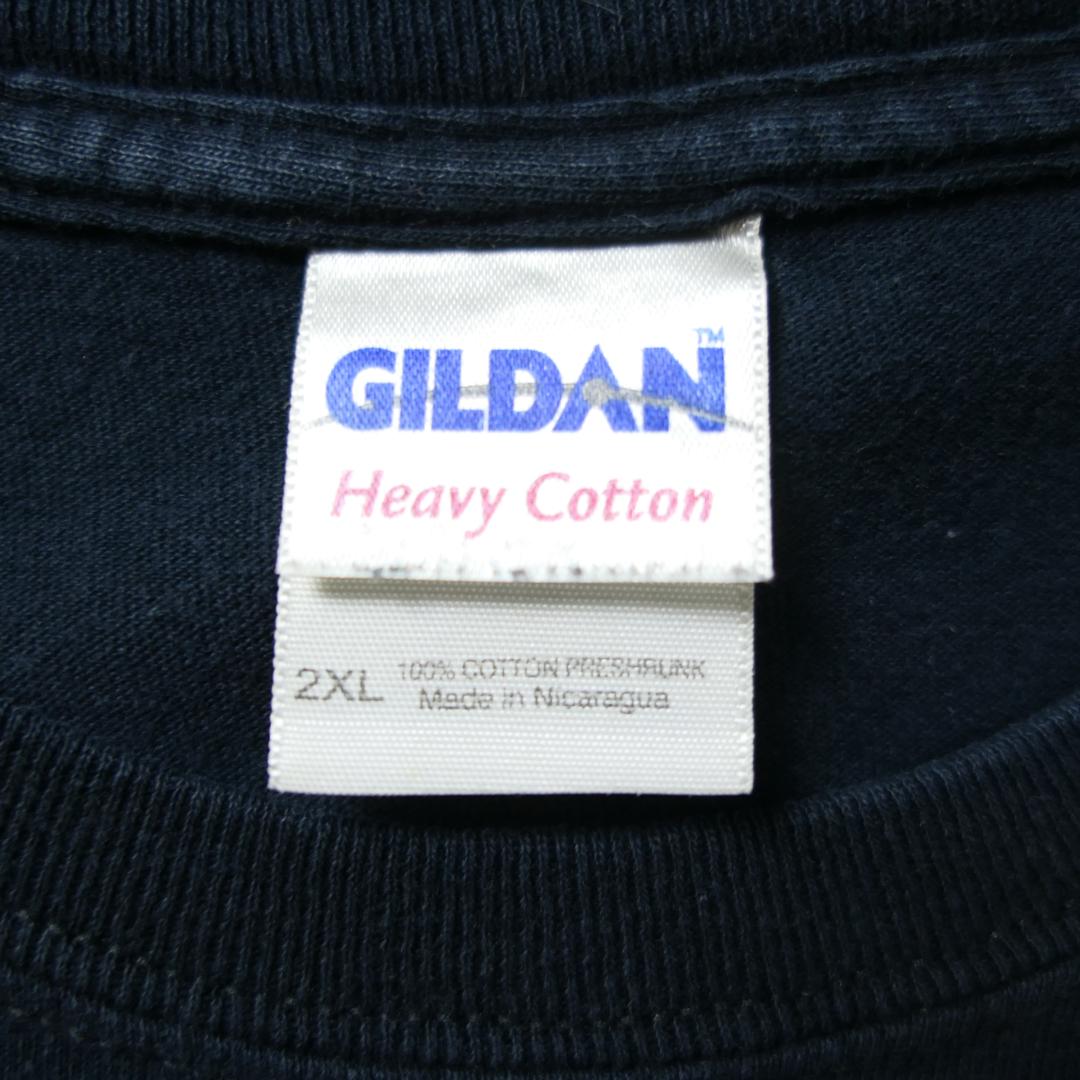 GILDAN™
Heavy Cotton
2XL
100% COTTON PRESHRUNK
Made in Nicaragua